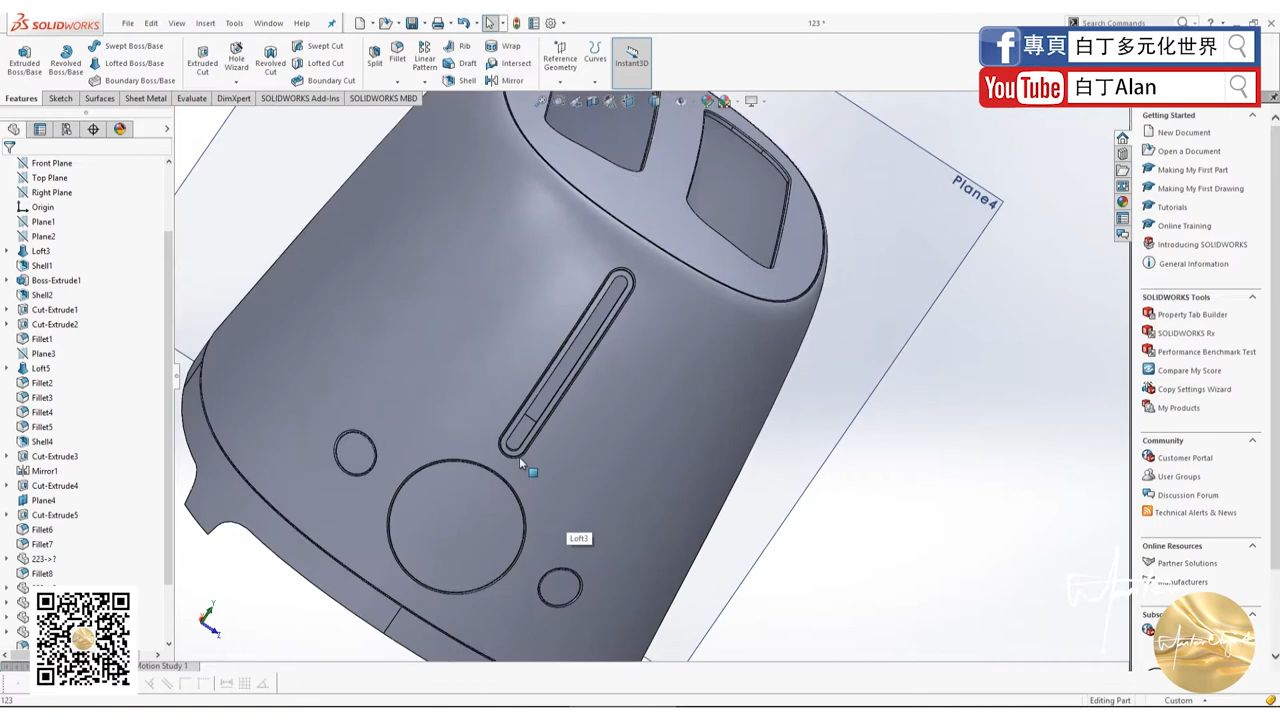 SOLIDWORKS
File Edit View Insert Tools Window Help
123 *
Search Commands
Extruded Boss/Base
Revolved Boss/Base
Swept Boss/Base
Lofted Boss/Base
Boundary Boss/Base
Extruded Cut
Hole Wizard
Revolved Cut
Swept Cut
Lofted Cut
Boundary Cut
Split
Fillet
Linear Pattern
Rib
Draft
Shell
Wrap
Intersect
Mirror
Reference Geometry
Curves
Instant3D
專頁 白丁多元化世界
YouTube 白丁Alan
Features Sketch Surfaces Sheet Metal Evaluate DimXpert SOLIDWORKS Add-Ins SOLIDWORKS MBD
Front Plane
Top Plane
Right Plane
Origin
Plane1
Plane2
Loft3
Shell1
Boss-Extrude1
Shell2
Cut-Extrude1
Cut-Extrude2
Fillet1
Plane3
Loft5
Fillet2
Fillet3
Fillet4
Fillet5
Shell4
Cut-Extrude3
Mirror1
Cut-Extrude4
Plane4
Cut-Extrude5
Fillet6
Fillet7
223->?
Fillet8
Plane4
Loft3
Getting Started
New Document
Open a Document
Making My First Part
Making My First Drawing
Tutorials
Online Training
Introducing SOLIDWORKS
General Information
SOLIDWORKS Tools
Property Tab Builder
SOLIDWORKS Rx
Performance Benchmark Test
Compare My Score
Copy Settings Wizard
My Products
Community
Customer Portal
User Groups
Discussion Forum
Technical Alerts & News
Online Resources
Partner Solutions
Manufacturers
Motion Study 1
123
Editing Part
Custom